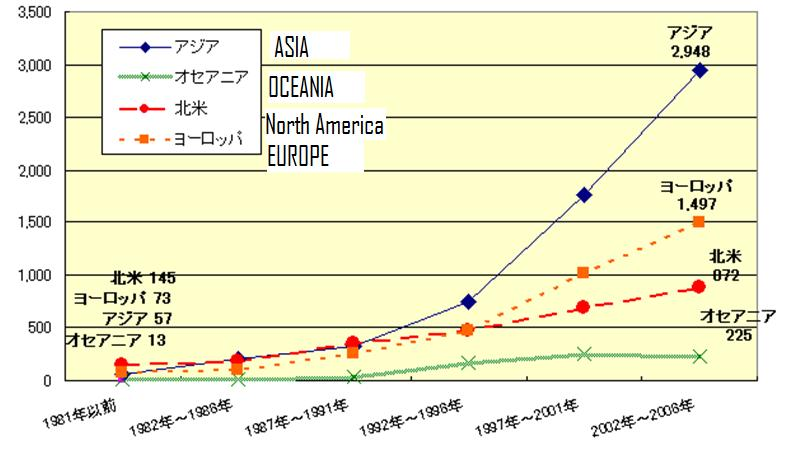 3,500
3,000
2,500
2,000
1,500
1,000
500
0
アジア
ASIA
オセアニア
OCEANIA
北米
North America
ヨーロッパ
EUROPE
アジア
2,948
ヨーロッパ
1,497
北米
872
オセアニア
225
北米 145
ヨーロッパ 73
アジア 57
オセアニア 13
1981年以前
1982年～1986年
1987年～1991年
1992年～1996年
1997年～2001年
2002年～2006年